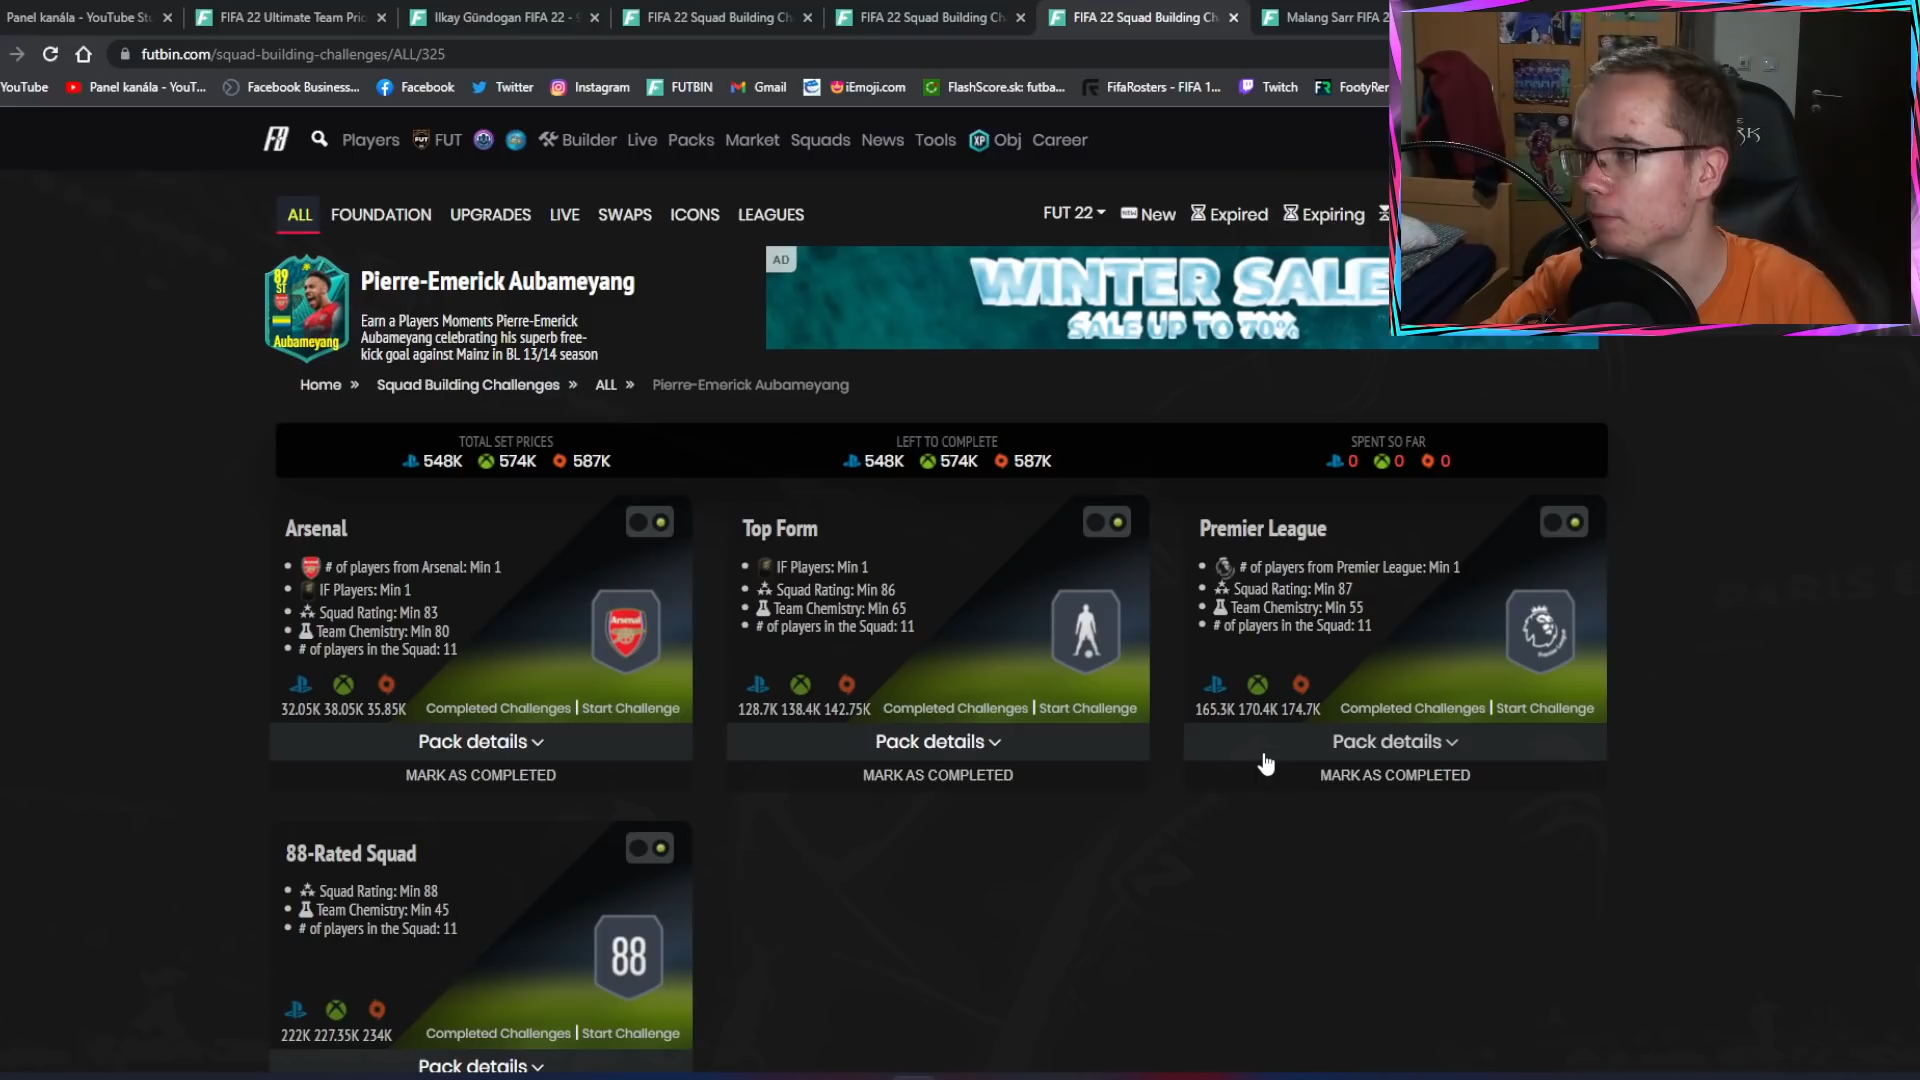 Panel kanála - YouTube St
FIFA 22 Ultimate Team Pric
Ilkay Gündogan FIFA 22 - 9
FIFA 22 Squad Building Ch
FIFA 22 Squad Building Ch
FIFA 22 Squad Building Ch
Malang Sarr FIFA 2
futbin.com/squad-building-challenges/ALL/325
YouTube
Panel kanála - YouT...
Facebook Business...
Facebook
Twitter
Instagram
FUTBIN
Gmail
iEmoji.com
FlashScore.sk: futba...
FifaRosters - FIFA 1...
Twitch
FR FootyRen
FB Players FUT Builder Live Packs Market Squads News Tools XP Obj Career
ALL FOUNDATION UPGRADES LIVE SWAPS ICONS LEAGUES
FUT 22 New Expired Expiring
89
ST
Aubameyang
Pierre-Emerick Aubameyang
Earn a Players Moments Pierre-Emerick
Aubameyang celebrating his superb free-
kick goal against Mainz in BL 13/14 season
AD
WINTER SALE
SALE UP TO 70%
Home » Squad Building Challenges » ALL » Pierre-Emerick Aubameyang
TOTAL SET PRICES
548K 574K 587K
LEFT TO COMPLETE
548K 574K 587K
SPENT SO FAR
0 0 0
Arsenal
# of players from Arsenal: Min 1
IF Players: Min 1
Squad Rating: Min 83
Team Chemistry: Min 80
# of players in the Squad: 11
Arsenal
32.05K 38.05K 35.85K
Completed Challenges | Start Challenge
Pack details
MARK AS COMPLETED
Top Form
IF Players: Min 1
Squad Rating: Min 86
Team Chemistry: Min 65
# of players in the Squad: 11
128.7K 138.4K 142.75K
Completed Challenges | Start Challenge
Pack details
MARK AS COMPLETED
Premier League
# of players from Premier League: Min 1
Squad Rating: Min 87
Team Chemistry: Min 55
# of players in the Squad: 11
Premier League
165.3K 170.4K 174.7K
Completed Challenges | Start Challenge
Pack details
MARK AS COMPLETED
88-Rated Squad
Squad Rating: Min 88
Team Chemistry: Min 45
# of players in the Squad: 11
88
222K 227.35K 234K
Completed Challenges | Start Challenge
Pack details